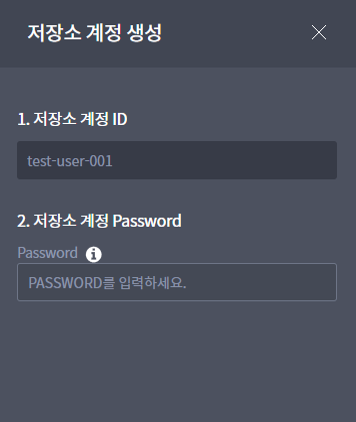 저장소 계정 생성
1. 저장소 계정 ID
test-user-001
2. 저장소 계정 Password
Password
PASSWORD를 입력하세요.